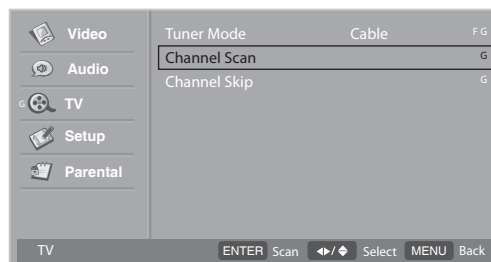 Video
Audio
G TV
Setup
Parental
Tuner Mode Cable F G
Channel Scan G
Channel Skip G
TV ENTER Scan ◀▶/▲▼ Select MENU Back